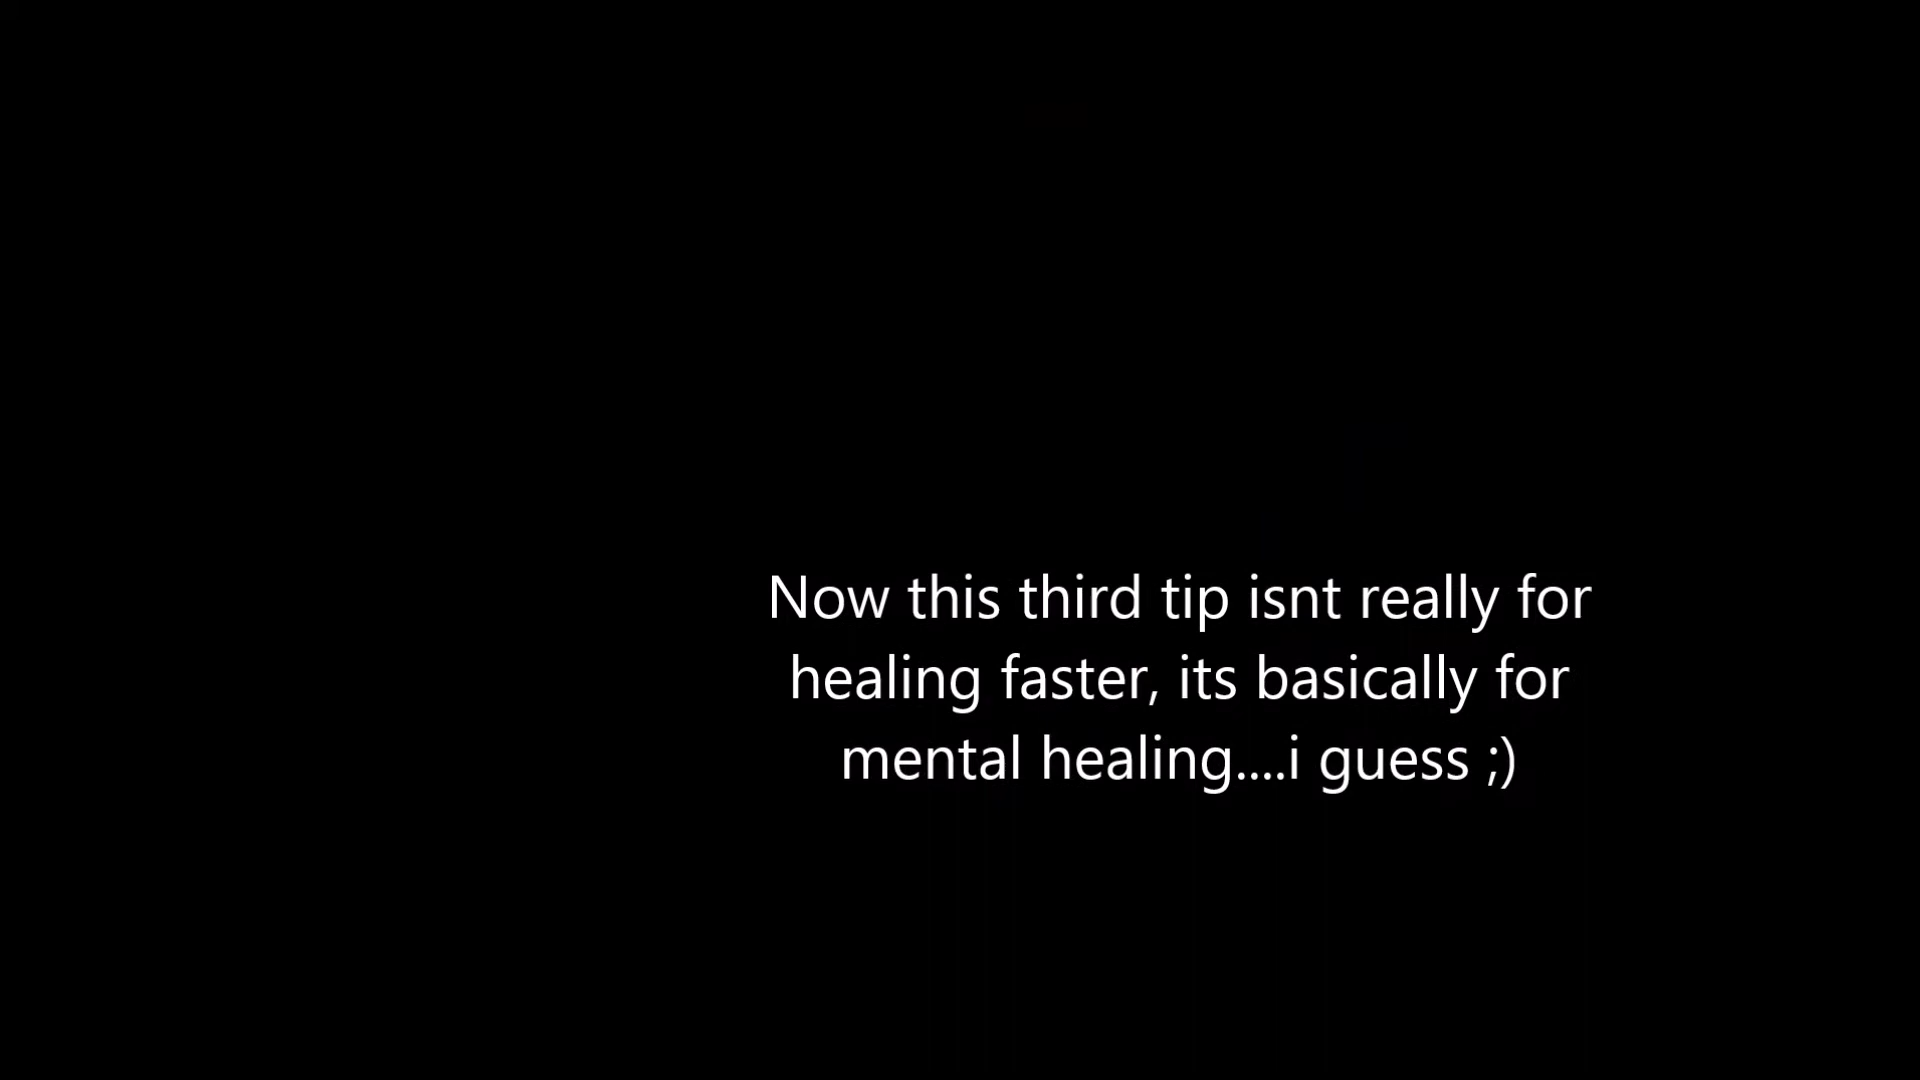 Now this third tip isnt really for
healing faster, its basically for
mental healing....i guess ;)